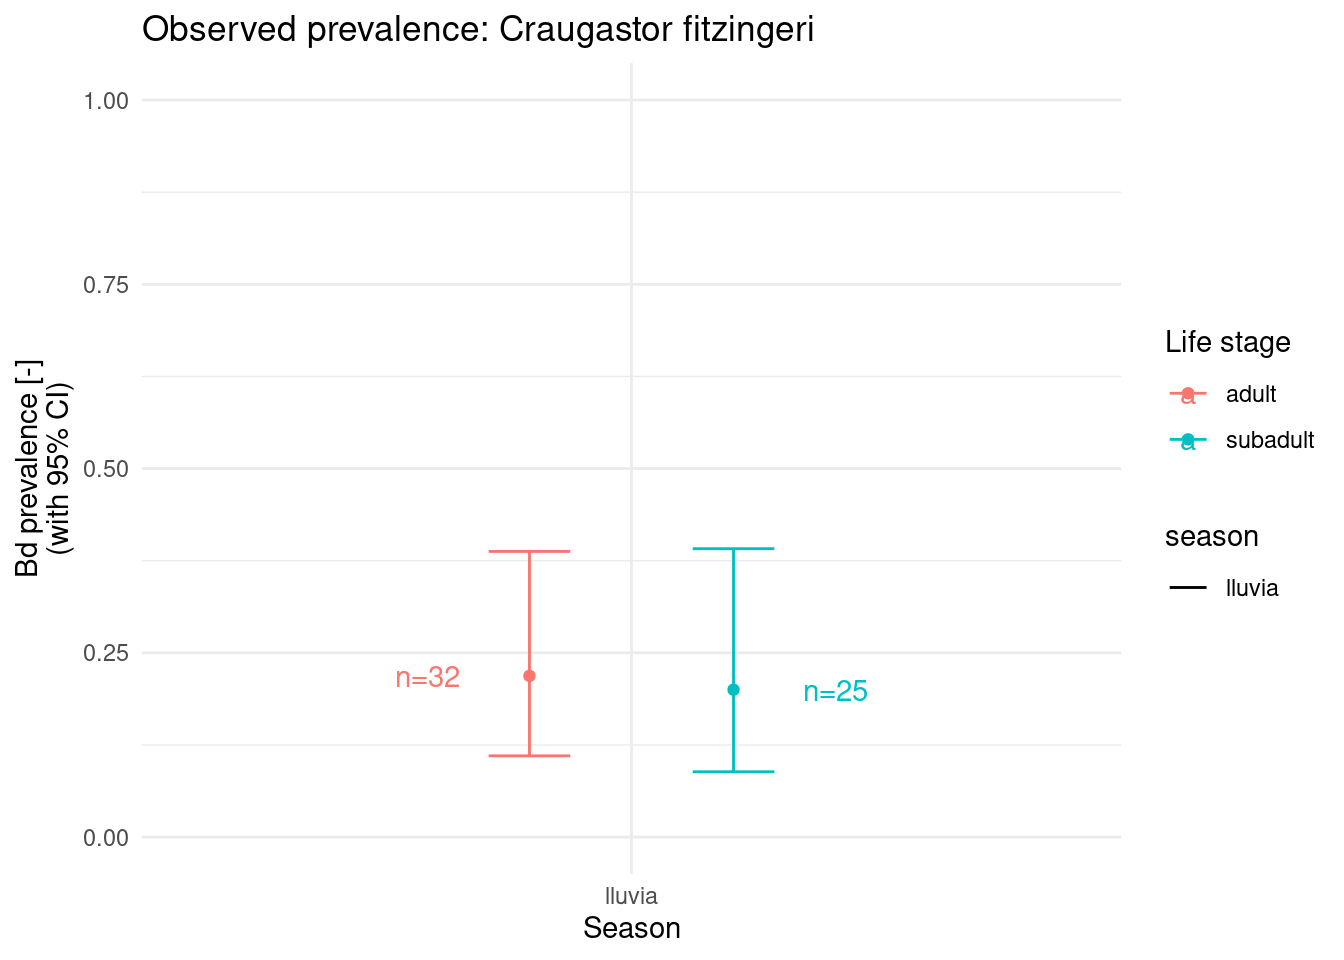 Observed prevalence: Craugastor fitzingeri
Bd prevalence [-]
(with 95% CI)
1.00
0.75
0.50
0.25
0.00
n=32
n=25
lluvia
Season
Life stage
a adult
a subadult
season
lluvia